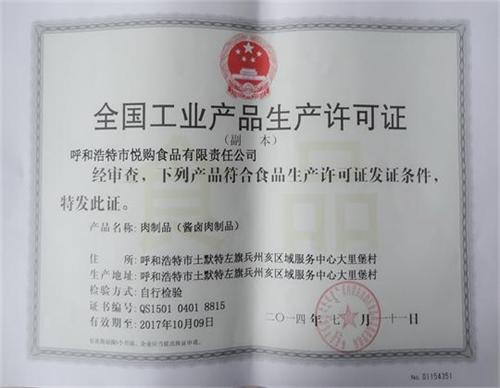 全国工业产品生产许可证
（副 本）
呼和浩特市悦购食品有限责任公司
经审查，下列产品符合食品生产许可证发证条件，
特发此证。
产品名称：肉制品（酱卤肉制品）
住 所：呼和浩特市土默特左旗兵州亥区域服务中心大里堡村
生产地址：呼和浩特市土默特左旗兵州亥区域服务中心大里堡村
检验方式：自行检验
证书编号：QS1501 0401 8815
有效期至：2017年10月09日
二〇一四年 七 月 一十一日
食品
No. 01154351